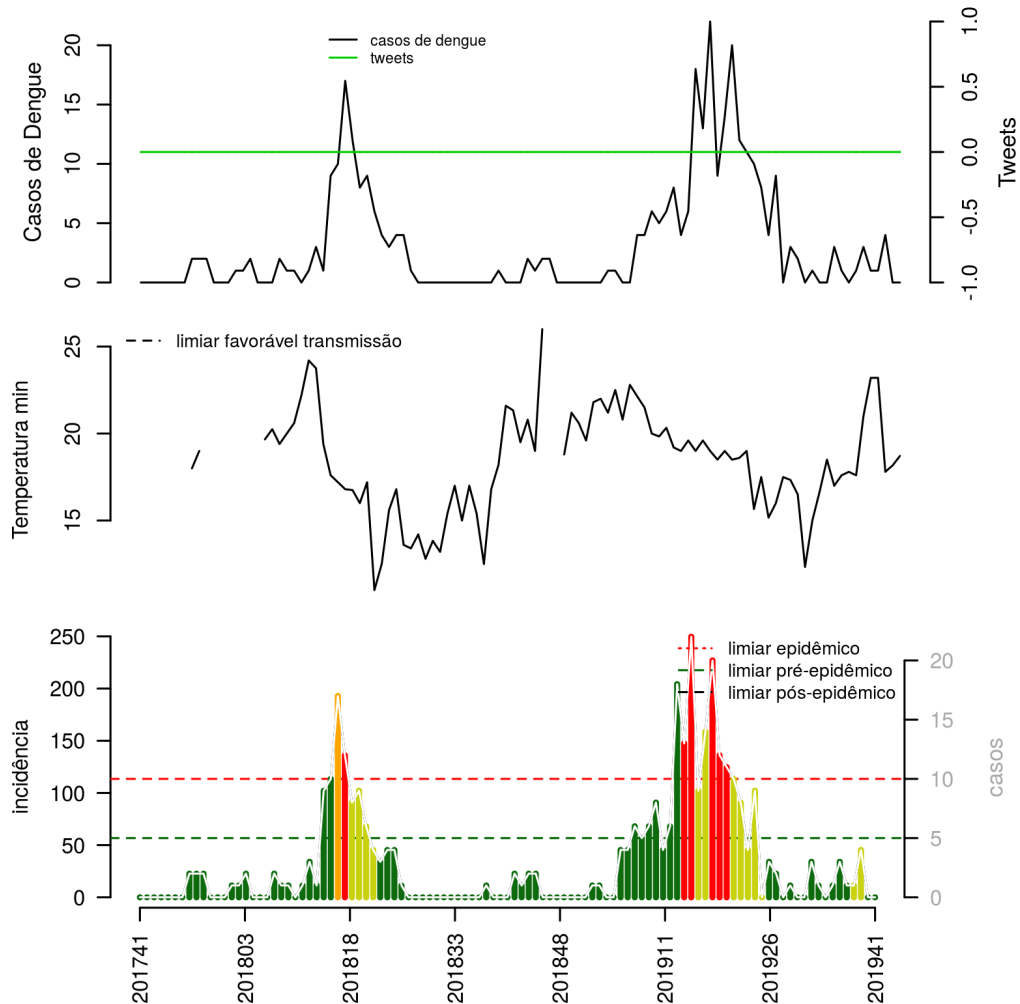 casos de dengue
tweets
Casos de Dengue
0
5
10
15
20
Tweets
-1.0
-0.5
0.0
0.5
1.0
limiar favorável transmissão
Temperatura min
15
20
25
limiar epidêmico
limiar pré-epidêmico
limiar pós-epidêmico
incidência
0
50
100
150
200
250
casos
0
5
10
15
20
201741
201803
201818
201833
201848
201911
201926
201941